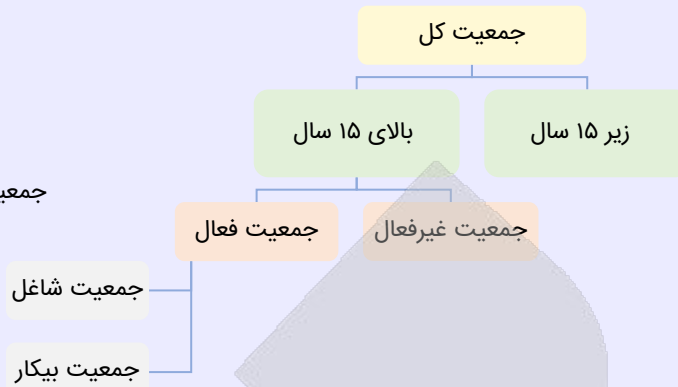 جمعیت کل
زیر ۱۵ سال
بالای ۱۵ سال
جمعیت غیرفعال
جمعیت فعال
جمعیت شاغل
جمعیت بیکار